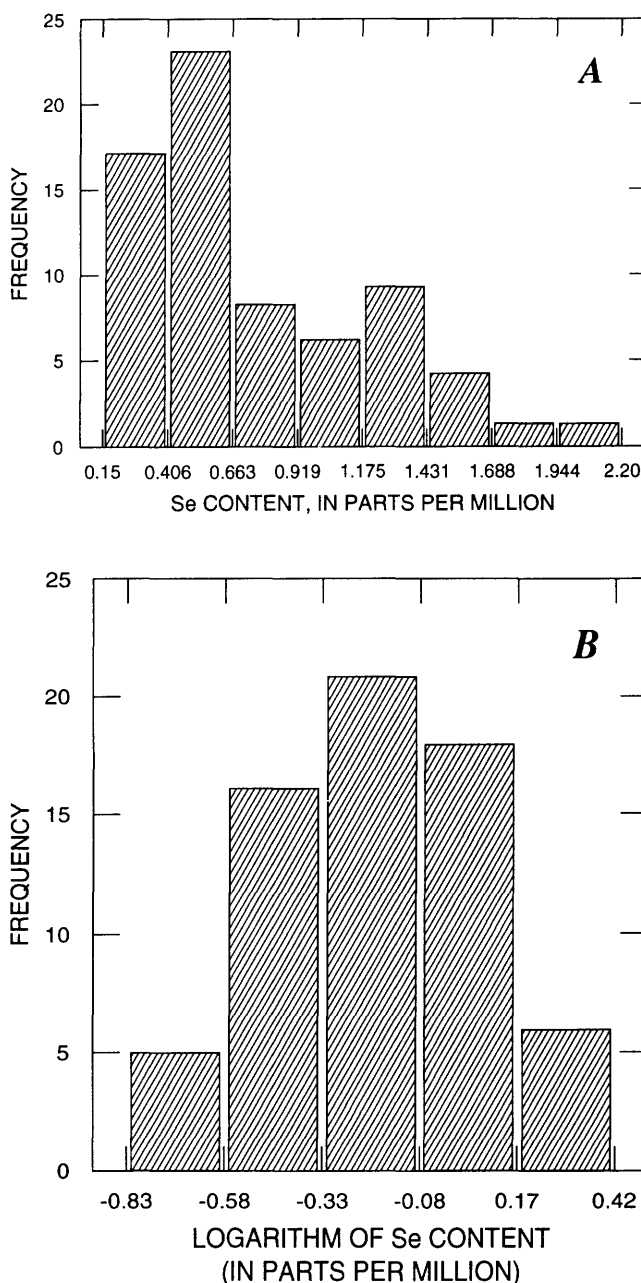 25
A
20
15
10
5
0
FREQUENCY
0.15 0.406 0.663 0.919 1.175 1.431 1.688 1.944 2.20
Se CONTENT, IN PARTS PER MILLION
25
B
20
15
10
5
0
FREQUENCY
-0.83 -0.58 -0.33 -0.08 0.17 0.42
LOGARITHM OF Se CONTENT
(IN PARTS PER MILLION)